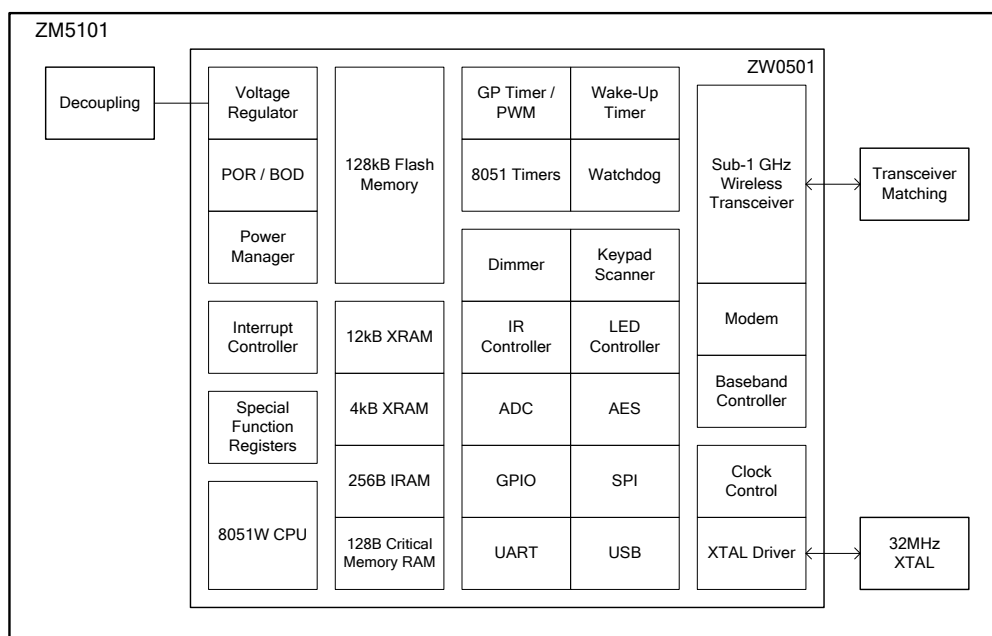 ZM5101
ZW0501
Decoupling
Voltage
Regulator
POR / BOD
Power
Manager
Interrupt
Controller
Special
Function
Registers
8051W CPU
128kB Flash
Memory
12kB XRAM
4kB XRAM
256B IRAM
128B Critical
Memory RAM
GP Timer /
PWM
Wake-Up
Timer
8051 Timers
Watchdog
Dimmer
Keypad
Scanner
IR
Controller
LED
Controller
ADC
AES
GPIO
SPI
UART
USB
Sub-1 GHz
Wireless
Transceiver
Modem
Baseband
Controller
Clock
Control
XTAL Driver
Transceiver
Matching
32MHz
XTAL